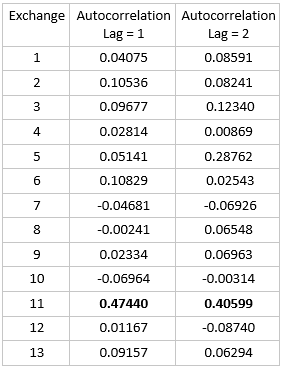 Exchange Autocorrelation Autocorrelation
Lag = 1 Lag = 2
1 0.04075 0.08591
2 0.10536 0.08241
3 0.09677 0.12340
4 0.02814 0.00869
5 0.05141 0.28762
6 0.10829 0.02543
7 -0.04681 -0.06926
8 -0.00241 0.06548
9 0.02334 0.06963
10 -0.06964 -0.00314
11 0.47440 0.40599
12 0.01167 -0.08740
13 0.09157 0.06294